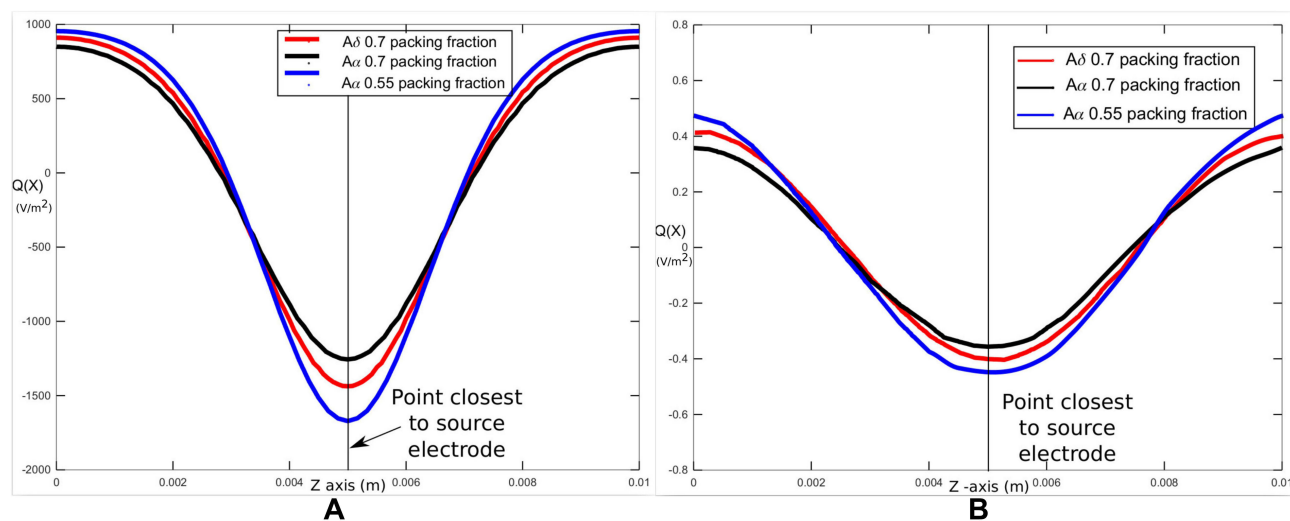 1000
500
0
-500
-1000
-1500
-2000
Q(X)
(V/m²)
Aδ 0.7 packing fraction
Aα 0.7 packing fraction
Aα 0.55 packing fraction
Point closest
to source
electrode
0 0.002 0.004 0.006 0.008 0.01
Z axis (m)
A
0.8
0.6
0.4
0.2
0
-0.2
-0.4
-0.6
-0.8
Q(X)
(V/m²)
Aδ 0.7 packing fraction
Aα 0.7 packing fraction
Aα 0.55 packing fraction
Point closest
to source
electrode
0 0.002 0.004 0.006 0.008 0.01
Z -axis (m)
B